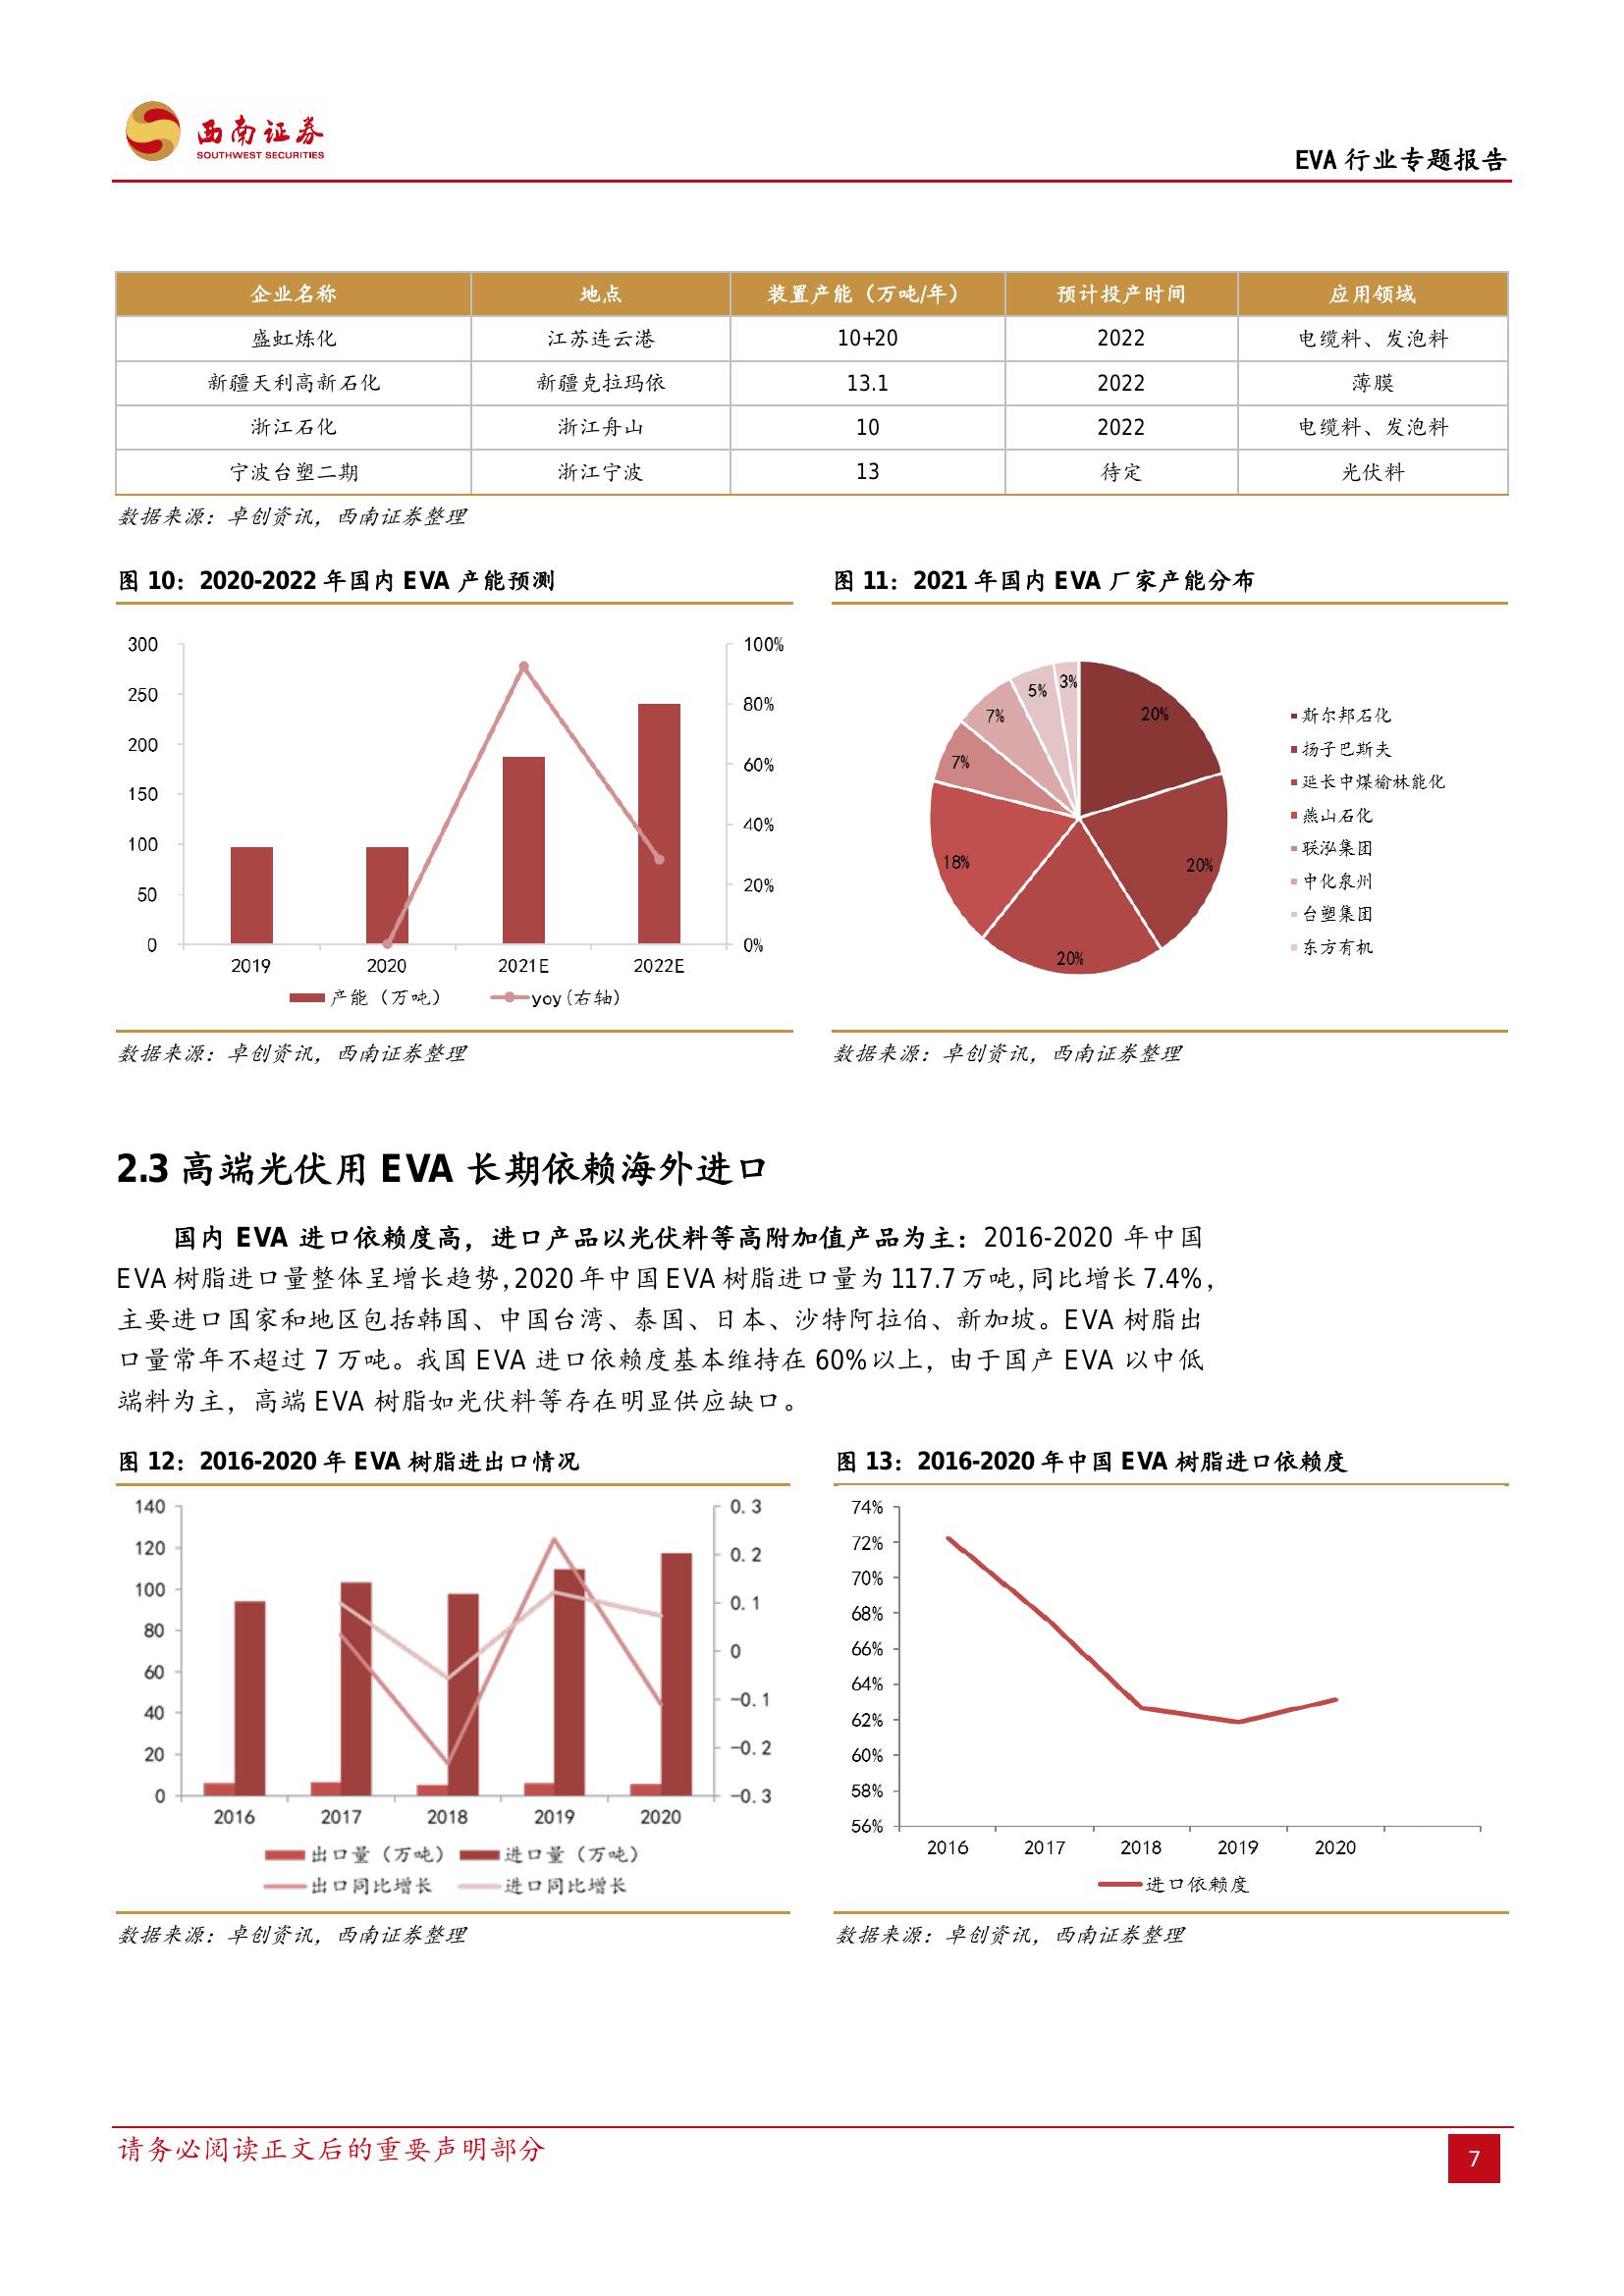 西南证券
SOUTHWEST SECURITIES
EVA 行业专题报告
企业名称 地点 装置产能（万吨/年） 预计投产时间 应用领域
盛虹炼化 江苏连云港 10+20 2022 电缆料、发泡料
新疆天利高新石化 新疆克拉玛依 13.1 2022 薄膜
浙江石化 浙江舟山 10 2022 电缆料、发泡料
宁波台塑二期 浙江宁波 13 待定 光伏料
数据来源：卓创资讯，西南证券整理
图 10：2020-2022 年国内 EVA 产能预测
300 100%
250 80%
200
60%
150
40%
100
20%
50
0 0%
2019 2020 2021E 2022E
产能（万吨） yoy(右轴)
数据来源：卓创资讯，西南证券整理
图 11：2021 年国内 EVA 厂家产能分布
20%
20%
20%
18%
7%
7%
5%
3%
斯尔邦石化
扬子巴斯夫
延长中煤榆林能化
燕山石化
联泓集团
中化泉州
台塑集团
东方有机
数据来源：卓创资讯，西南证券整理
2.3 高端光伏用 EVA 长期依赖海外进口
国内 EVA 进口依赖度高，进口产品以光伏料等高附加值产品为主：2016-2020 年中国
EVA 树脂进口量整体呈增长趋势，2020 年中国 EVA 树脂进口量为 117.7 万吨，同比增长 7.4%，
主要进口国家和地区包括韩国、中国台湾、泰国、日本、沙特阿拉伯、新加坡。EVA 树脂出
口量常年不超过 7 万吨。我国 EVA 进口依赖度基本维持在 60%以上，由于国产 EVA 以中低
端料为主，高端 EVA 树脂如光伏料等存在明显供应缺口。
图 12：2016-2020 年 EVA 树脂进出口情况
140 0.3
120 0.2
100
0.1
80
0
60
-0.1
40
-0.2
20
0 -0.3
2016 2017 2018 2019 2020
出口量（万吨） 进口量（万吨）
出口同比增长 进口同比增长
数据来源：卓创资讯，西南证券整理
图 13：2016-2020 年中国 EVA 树脂进口依赖度
74%
72%
70%
68%
66%
64%
62%
60%
58%
56%
2016 2017 2018 2019 2020
进口依赖度
数据来源：卓创资讯，西南证券整理
请务必阅读正文后的重要声明部分
7